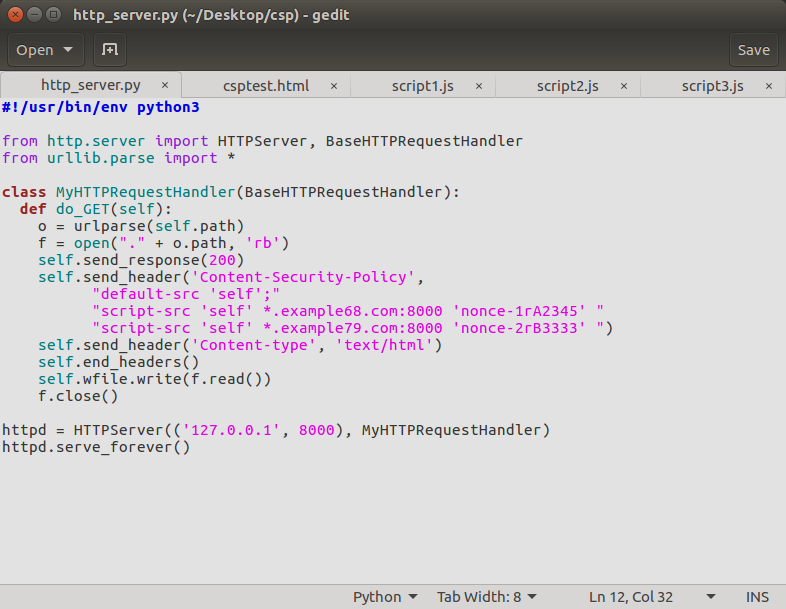 http_server.py (~/Desktop/csp) - gedit
Open
Save
http_server.py × csptest.html × script1.js × script2.js × script3.js ×
#!/usr/bin/env python3

from http.server import HTTPServer, BaseHTTPRequestHandler
from urllib.parse import *

class MyHTTPRequestHandler(BaseHTTPRequestHandler):
  def do_GET(self):
    o = urlparse(self.path)
    f = open("." + o.path, 'rb')
    self.send_response(200)
    self.send_header('Content-Security-Policy',
          "default-src 'self';"
          "script-src 'self' *.example68.com:8000 'nonce-1rA2345' "
          "script-src 'self' *.example79.com:8000 'nonce-2rB3333' ")
    self.send_header('Content-type', 'text/html')
    self.end_headers()
    self.wfile.write(f.read())
    f.close()

httpd = HTTPServer(('127.0.0.1', 8000), MyHTTPRequestHandler)
httpd.serve_forever()
Python Tab Width: 8 Ln 12, Col 32 INS